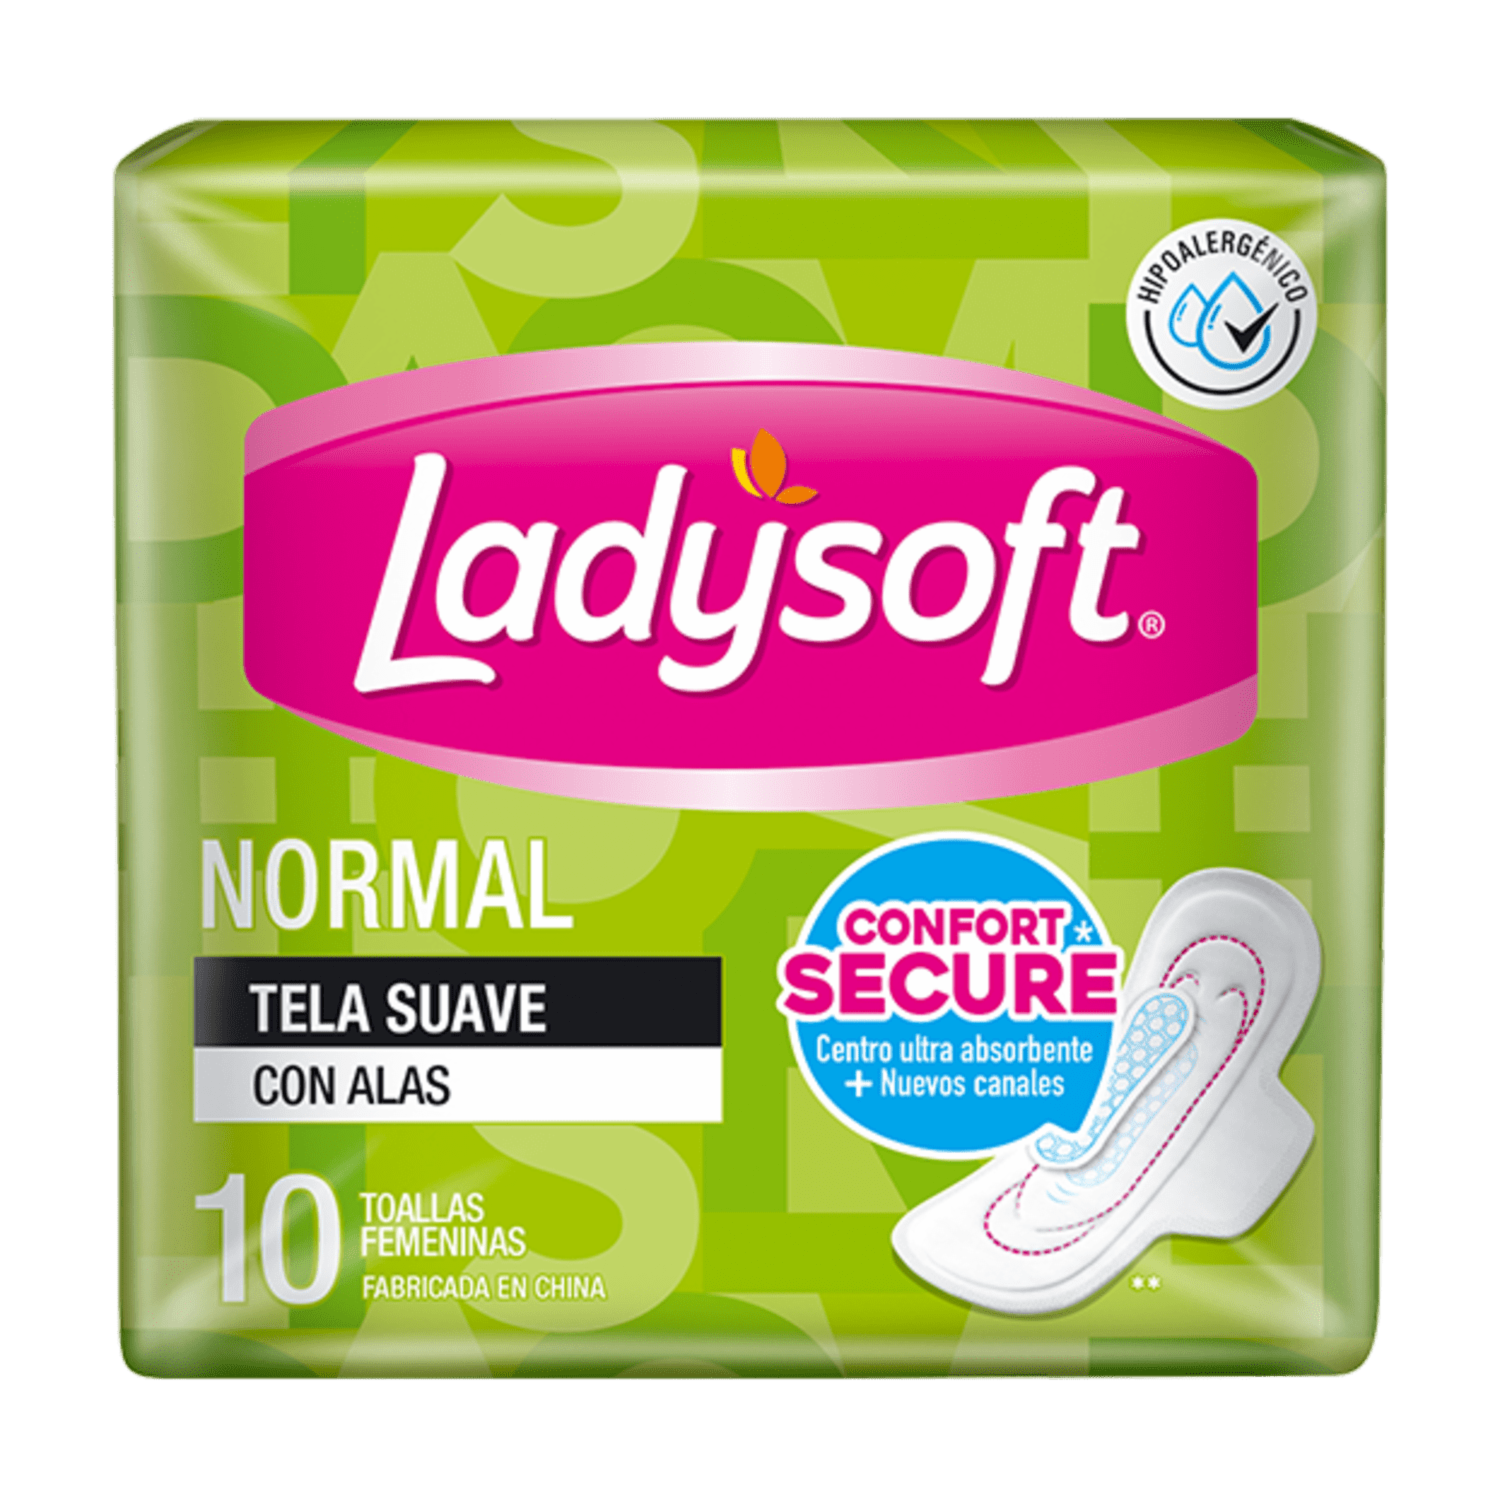 HIPOALERGÉNICO
Ladysoft®
NORMAL
TELA SUAVE
CON ALAS
CONFORT*
SECURE
Centro ultra absorbente
+ Nuevos canales
10 TOALLAS
FEMENINAS
FABRICADA EN CHINA
**